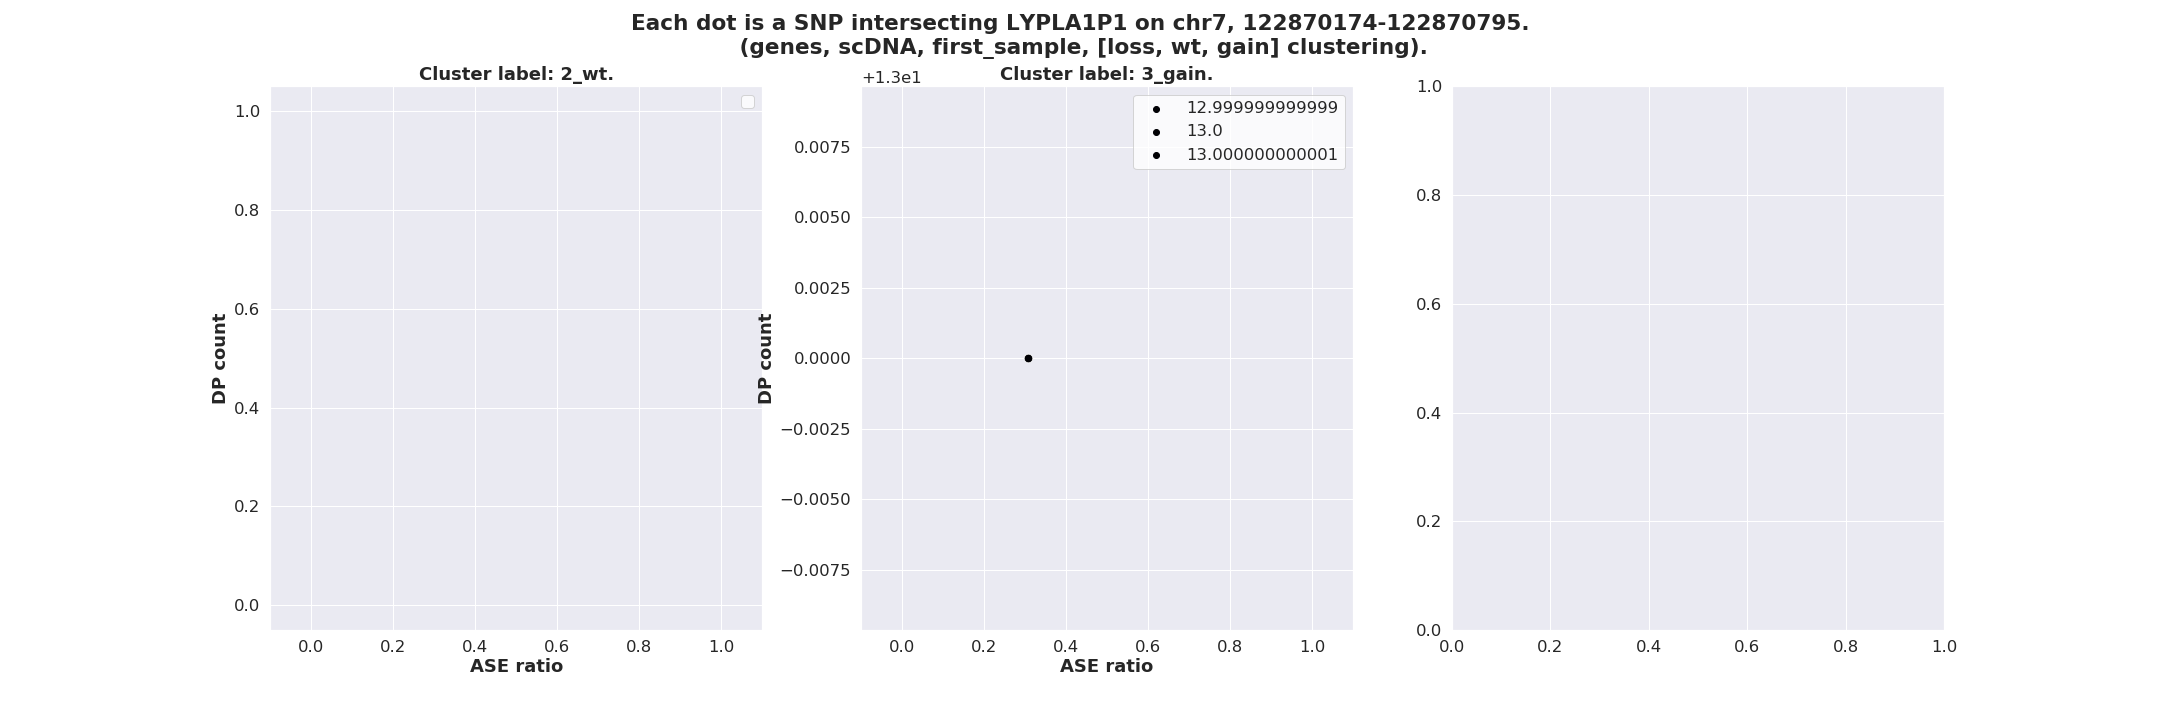 Each dot is a SNP intersecting LYPLA1P1 on chr7, 122870174-122870795.
(genes, scDNA, first_sample, [loss, wt, gain] clustering).
Cluster label: 2_wt.
1.0
0.8
0.6
0.4
0.2
0.0
DP count
0.0 0.2 0.4 0.6 0.8 1.0
ASE ratio
Cluster label: 3_gain.
+1.3e1
12.999999999999
13.0
13.000000000001
0.0075
0.0050
0.0025
0.0000
−0.0025
−0.0050
−0.0075
DP count
0.0 0.2 0.4 0.6 0.8 1.0
ASE ratio
1.0
0.8
0.6
0.4
0.2
0.0
0.0 0.2 0.4 0.6 0.8 1.0